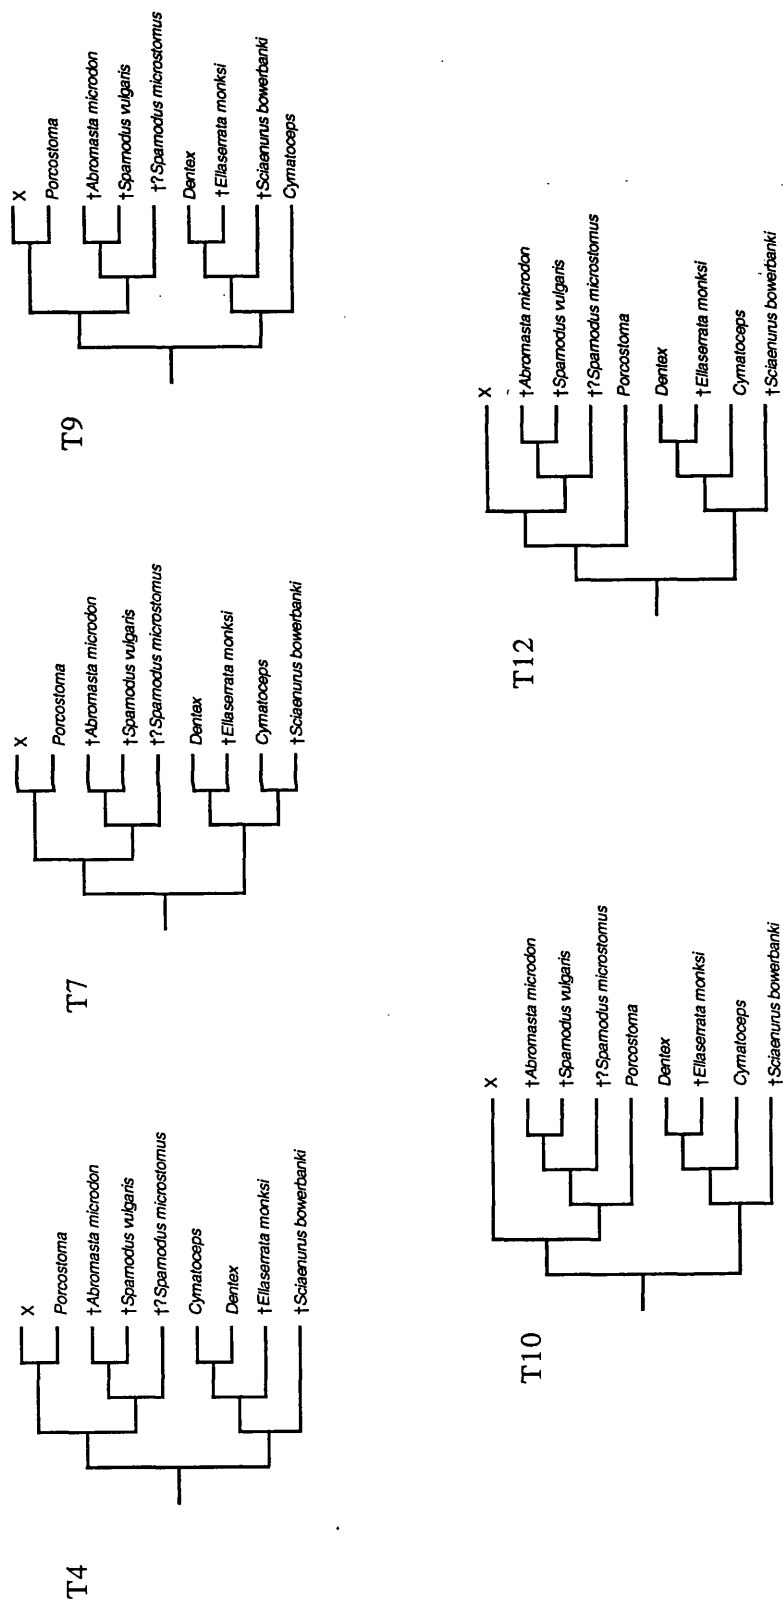 T4
X
Porcostoma
†Abromasta microdon
†Sparnodus vulgaris
†?Sparnodus microstomus
Cymatoceps
Dentex
†Ellaserrata monksi
†Sciaenurus bowerbanki
T7
X
Porcostoma
†Abromasta microdon
†Sparnodus vulgaris
†?Sparnodus microstomus
Dentex
†Ellaserrata monksi
Cymatoceps
†Sciaenurus bowerbanki
T9
X
Porcostoma
†Abromasta microdon
†Sparnodus vulgaris
†?Sparnodus microstomus
Dentex
†Ellaserrata monksi
†Sciaenurus bowerbanki
Cymatoceps
T10
X
†Abromasta microdon
†Sparnodus vulgaris
†?Sparnodus microstomus
Porcostoma
Dentex
†Ellaserrata monksi
Cymatoceps
†Sciaenurus bowerbanki
T12
X
†Abromasta microdon
†Sparnodus vulgaris
†?Sparnodus microstomus
Porcostoma
Dentex
†Ellaserrata monksi
Cymatoceps
†Sciaenurus bowerbanki